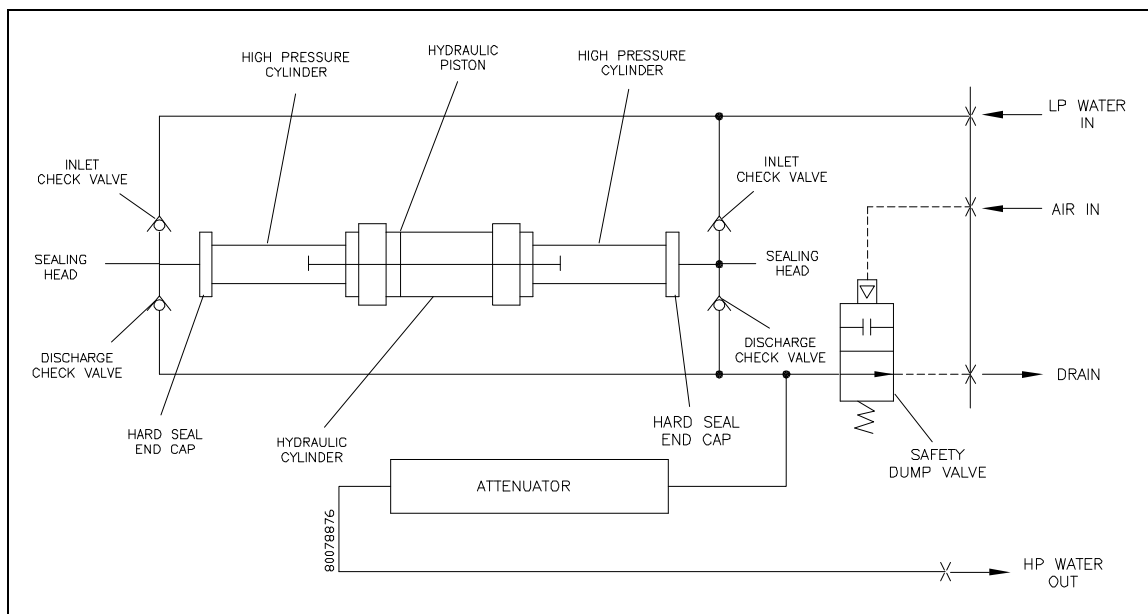 HIGH PRESSURE
CYLINDER
HYDRAULIC
PISTON
HIGH PRESSURE
CYLINDER
LP WATER
IN
INLET
CHECK VALVE
INLET
CHECK VALVE
AIR IN
SEALING
HEAD
SEALING
HEAD
DISCHARGE
CHECK VALVE
DISCHARGE
CHECK VALVE
DRAIN
HARD SEAL
END CAP
HYDRAULIC
CYLINDER
HARD SEAL
END CAP
SAFETY
DUMP VALVE
ATTENUATOR
80078876
HP WATER
OUT